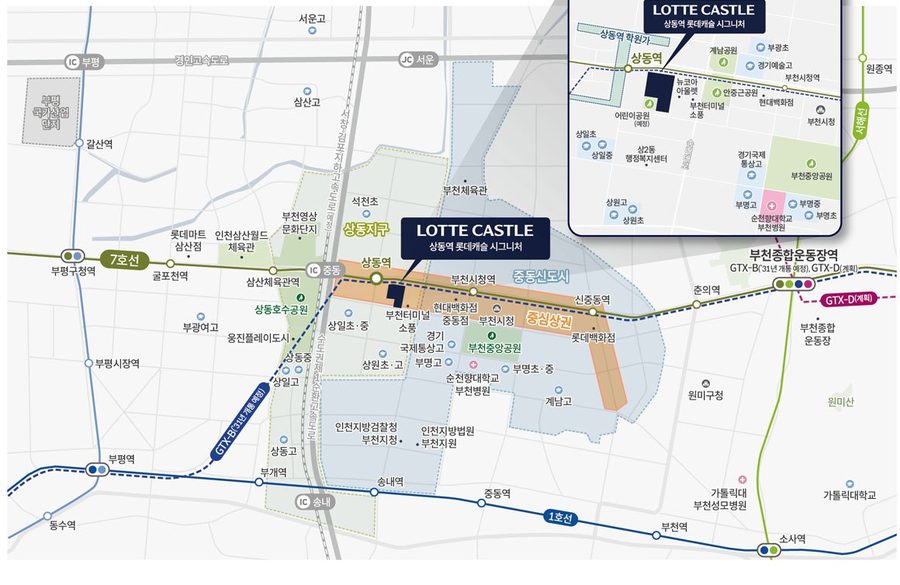 LOTTE CASTLE
상동역 롯데캐슬 시그니처
상동역 학원가
상동역
계남공원
부광초
경기예술고
부천시청역
뉴코아
아울렛
안중근공원
현대백화점
어린이공원
(예정)
부천터미널
소풍
부천시청
상일초
상일중
상2동
행정복지센터
경기국제
통상고
부천중앙공원
상원고
상원초
부명고
순천향대학교
부천병원
부명중
부명초
서운고
IC 부평
경인고속도로
JC 서운
원종역
부평
국가산업
단지
갈산역
삼산고
서해선
서창김포지하고속도로(예정)
부천체육관
석천초
부천영상
문화단지
상동지구
LOTTE CASTLE
상동역 롯데캐슬 시그니처
롯데마트
삼산점
인천삼산월드
체육관
부평구청역
7호선
굴포천역
삼산체육관역
IC 중동
상동역
부천시청역
중동신도시
신중동역
춘의역
부천종합운동장역
GTX-B('31년 개통 예정), GTX-D(계획)
GTX-D(계획)
상동호수공원
부광여고
웅진플레이도시
상일초·중
부천터미널
소풍
현대백화점
중동점
부천시청
중심상권
롯데백화점
부천종합
운동장
경기
국제통상고
부천중앙공원
부평시장역
상동중
상일고
상원초·고
부명고
순천향대학교
부천병원
부명초·중
계남고
원미구청
원미산
수도권제1순환고속도로
GTX-B('31년 개통 예정)
인천지방검찰청
부천지청
인천지방법원
부천지원
상동고
부평역
부개역
송내역
IC 송내
중동역
1호선
부천역
소사역
동수역
가톨릭대
부천성모병원
가톨릭대학교